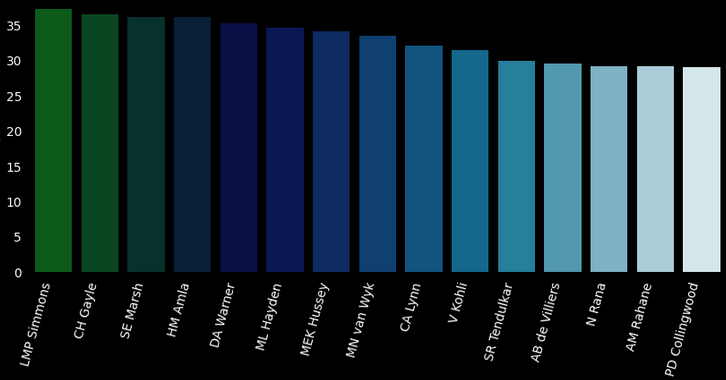 35
30
25
20
15
10
5
0
LMP Simmons
CH Gayle
SE Marsh
HM Amla
DA Warner
ML Hayden
MEK Hussey
MN van Wyk
CA Lynn
V Kohli
SR Tendulkar
AB de Villiers
N Rana
AM Rahane
PD Collingwood